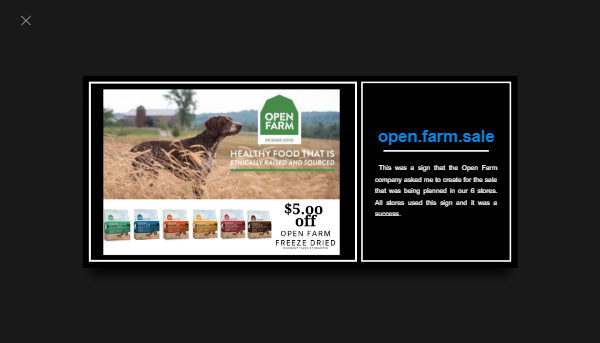 OPEN
FARM
HEALTHY FOOD THAT IS
ETHICALLY RAISED AND SOURCED
$5.00
off
OPEN FARM
FREEZE DRIED
open.farm.sale
This was a sign that the Open Farm
company asked me to create for the sale
that was being planned in our 6 stores.
All stores used this sign and it was a
success.